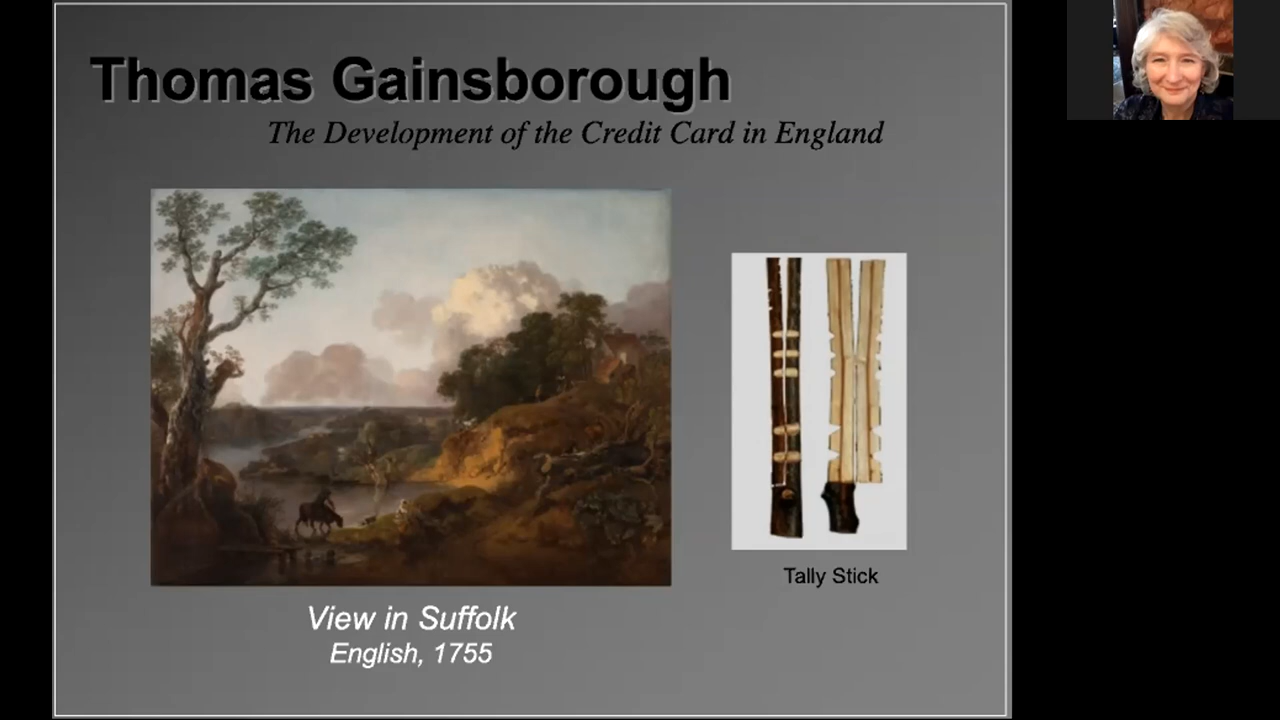 Thomas Gainsborough
The Development of the Credit Card in England
Tally Stick
View in Suffolk
English, 1755